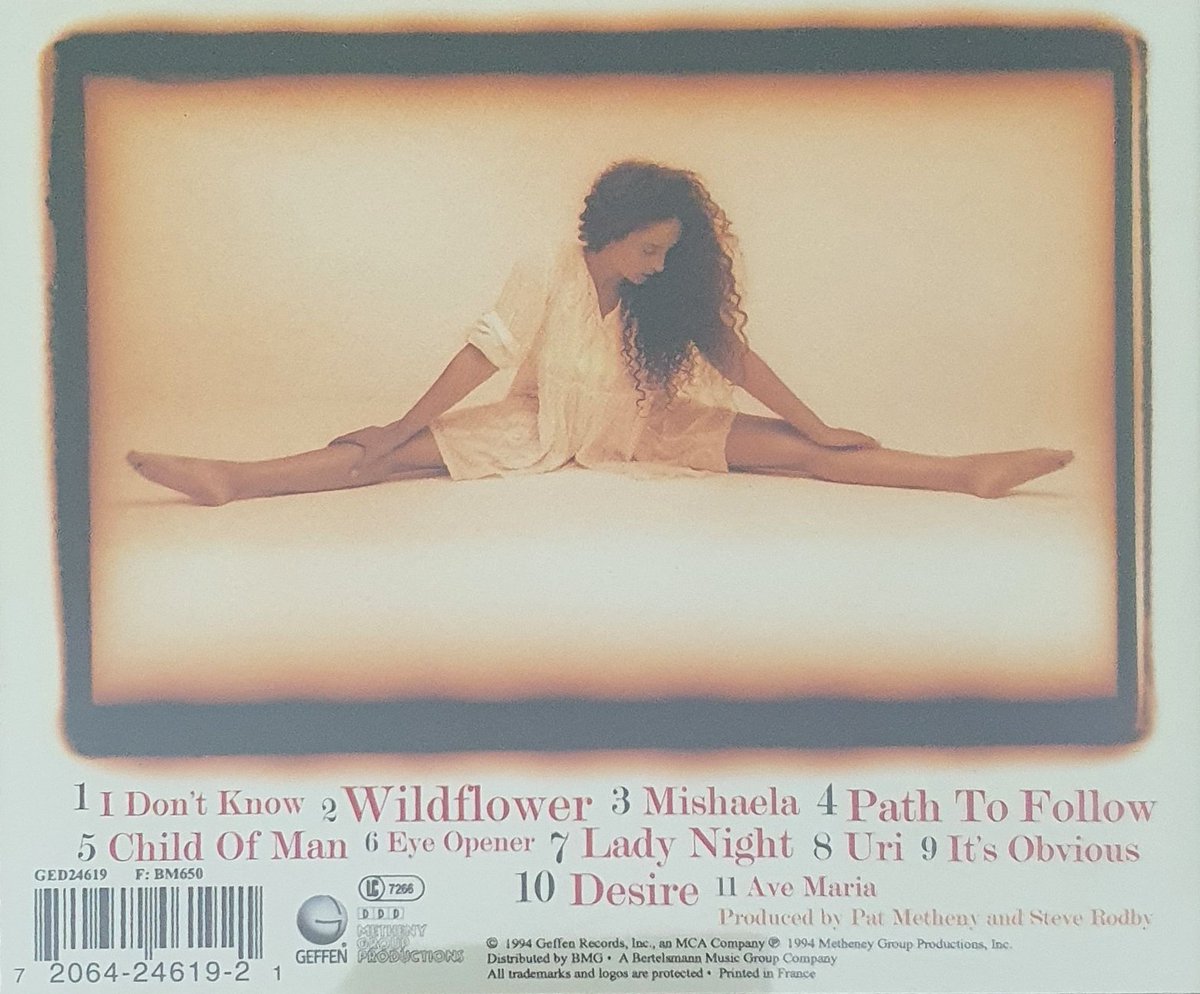 1 I Don't Know 2 Wildflower 3 Mishaela 4 Path To Follow
5 Child Of Man 6 Eye Opener 7 Lady Night 8 Uri 9 It's Obvious
10 Desire 11 Ave Maria
Produced by Pat Metheny and Steve Rodby
GED24619 F: BM650
7 2064-24619-2 1
GEFFEN®
LC 7266
DDD
METHENY
GROUP
PRODUCTIONS
© 1994 Geffen Records, Inc., an MCA Company ℗ 1994 Metheney Group Productions, Inc.
Distributed by BMG • A Bertelsmann Music Group Company
All trademarks and logos are protected • Printed in France